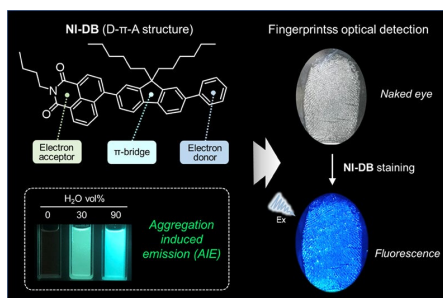 NI-DB (D-π-A structure)
N
O
O
Electron
acceptor
π-bridge
Electron
donor
H₂O vol%
0 30 90
Aggregation
induced
emission (AIE)
Fingerprintss optical detection
Naked eye
NI-DB staining
Ex
Fluorescence